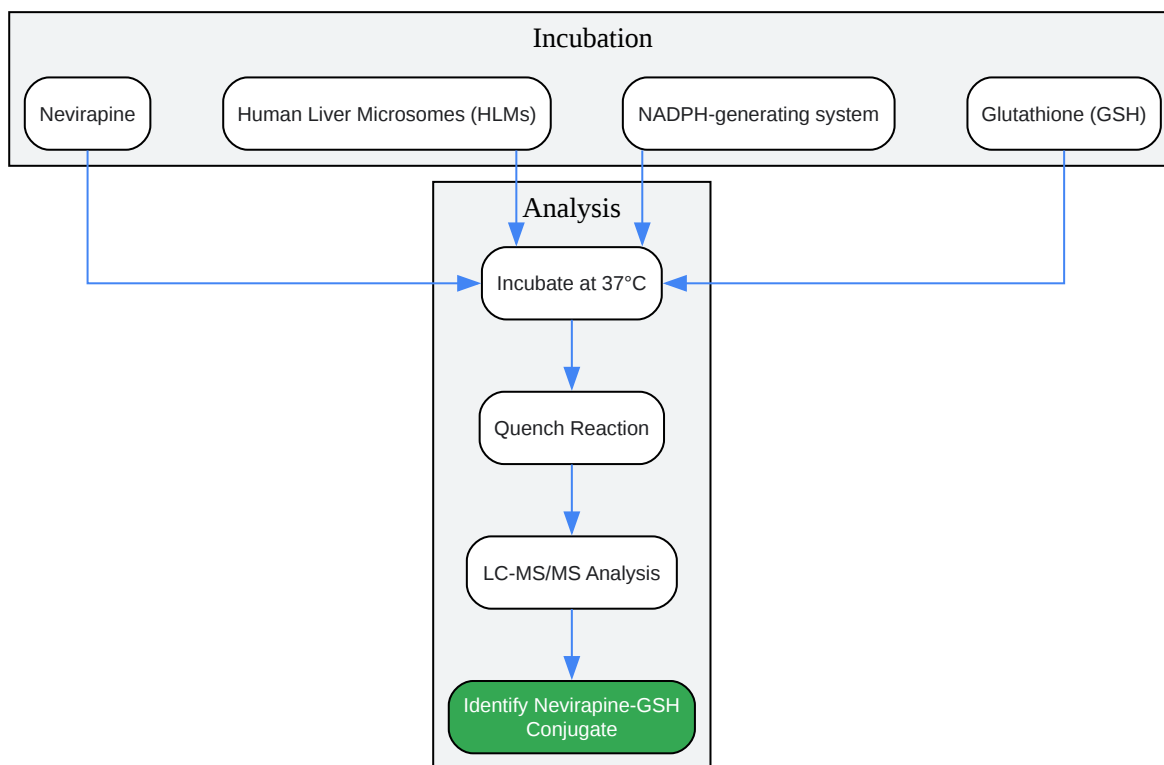 Incubation
Nevirapine
Human Liver Microsomes (HLMs)
NADPH-generating system
Glutathione (GSH)
Analysis
Incubate at 37°C
Quench Reaction
LC-MS/MS Analysis
Identify Nevirapine-GSH
Conjugate